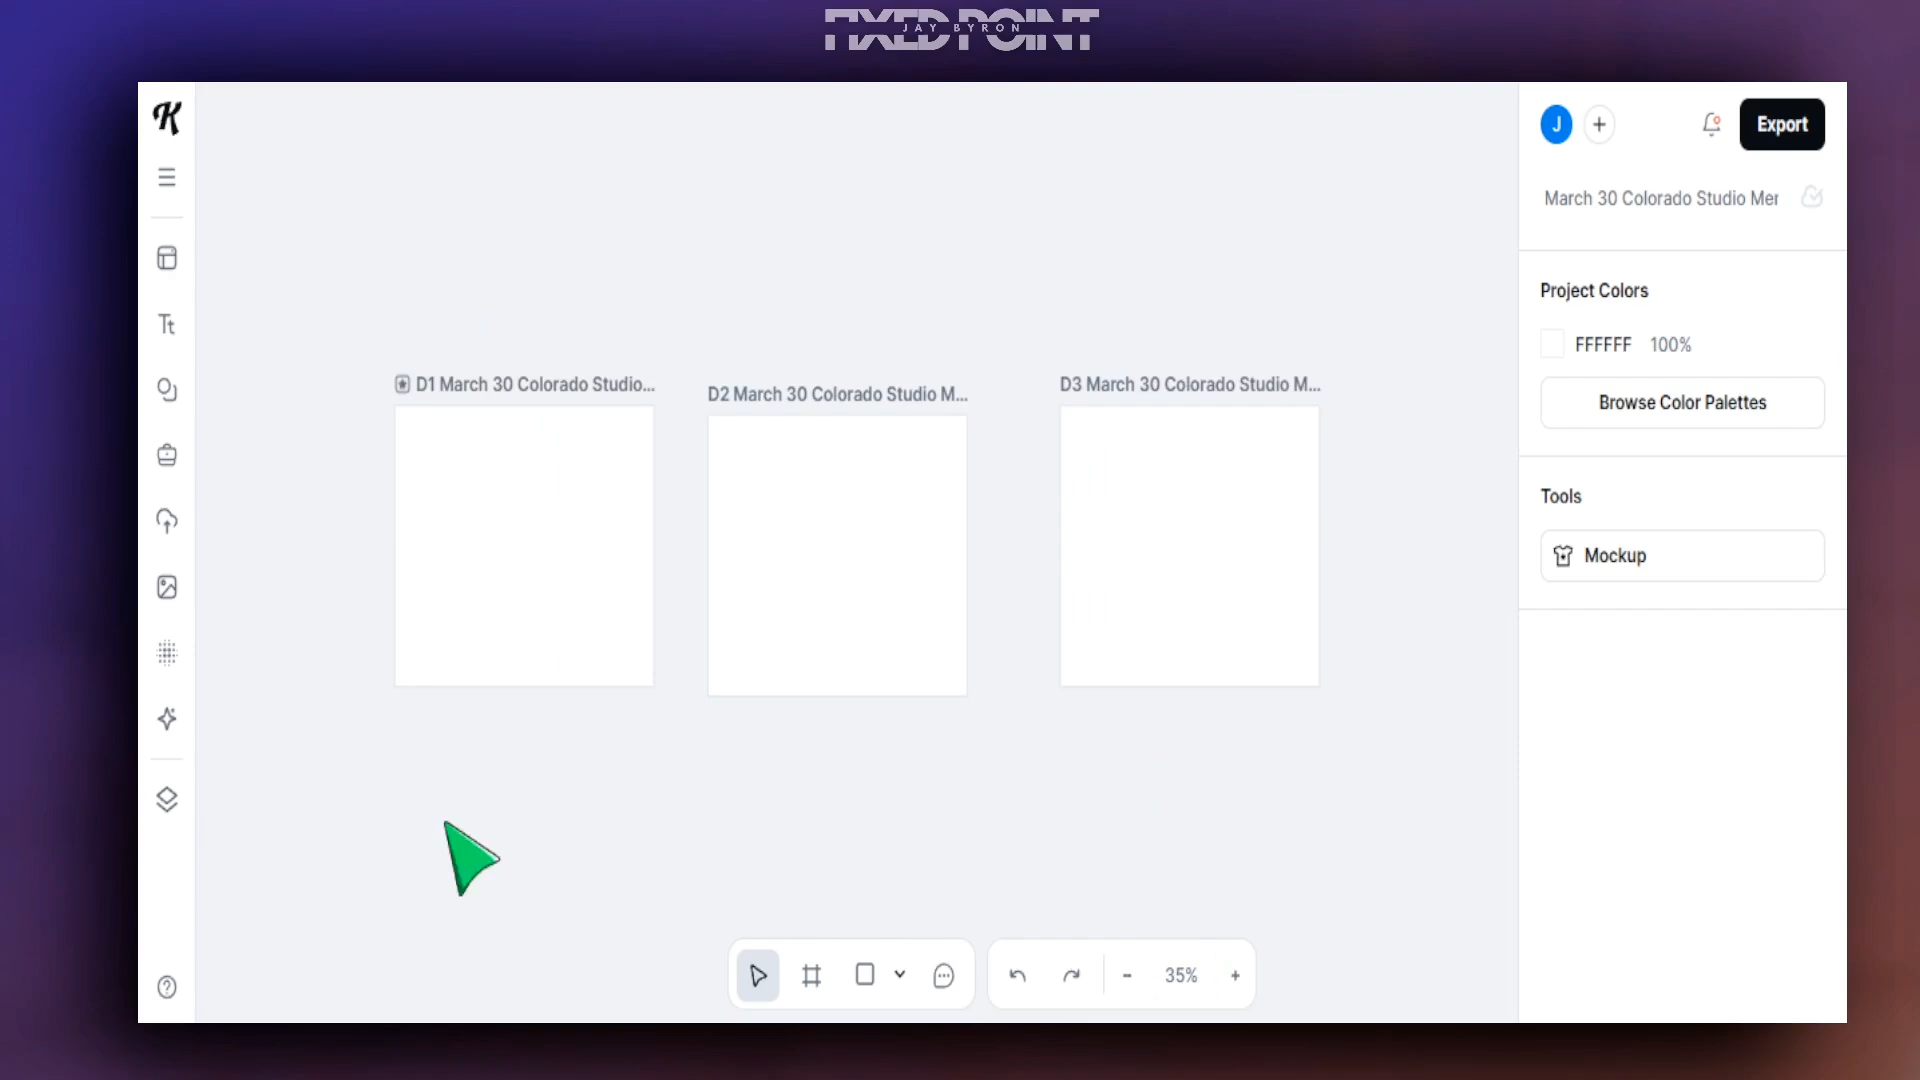 FIXED POINT
JAY BYRON
K
J
+
Export
March 30 Colorado Studio Mer
Project Colors
FFFFFF 100%
Browse Color Palettes
Tools
Mockup
Tt
D1 March 30 Colorado Studio...
D2 March 30 Colorado Studio M...
D3 March 30 Colorado Studio M...
- 35% +
?